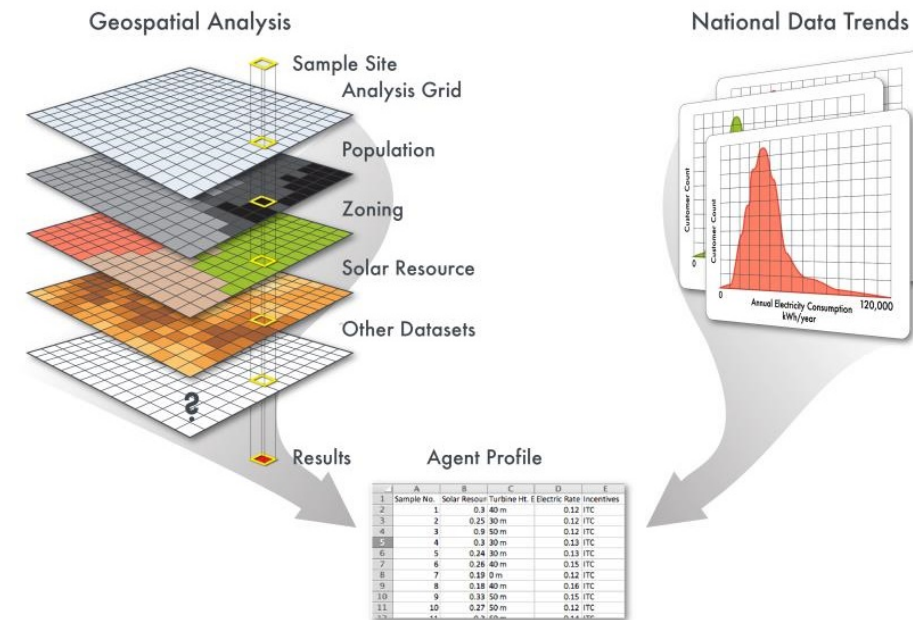 Geospatial Analysis
National Data Trends
Sample Site
Analysis Grid
Population
Zoning
Solar Resource
Other Datasets
?
Results
Customer Count
0
Customer Count
0
Annual Electricity Consumption
kWh/year
120,000
Agent Profile
A B C D E
1 Sample No. Solar Resour Turbine Ht. E Electric Rate Incentives
2 1 0.3 40 m 0.12 ITC
3 2 0.25 30 m 0.12 ITC
4 3 0.9 50 m 0.12 ITC
5 4 0.3 30 m 0.13 ITC
6 5 0.24 30 m 0.13 ITC
7 6 0.26 40 m 0.15 ITC
8 7 0.19 0 m 0.12 ITC
9 8 0.18 40 m 0.16 ITC
10 9 0.33 50 m 0.15 ITC
11 10 0.27 50 m 0.12 ITC